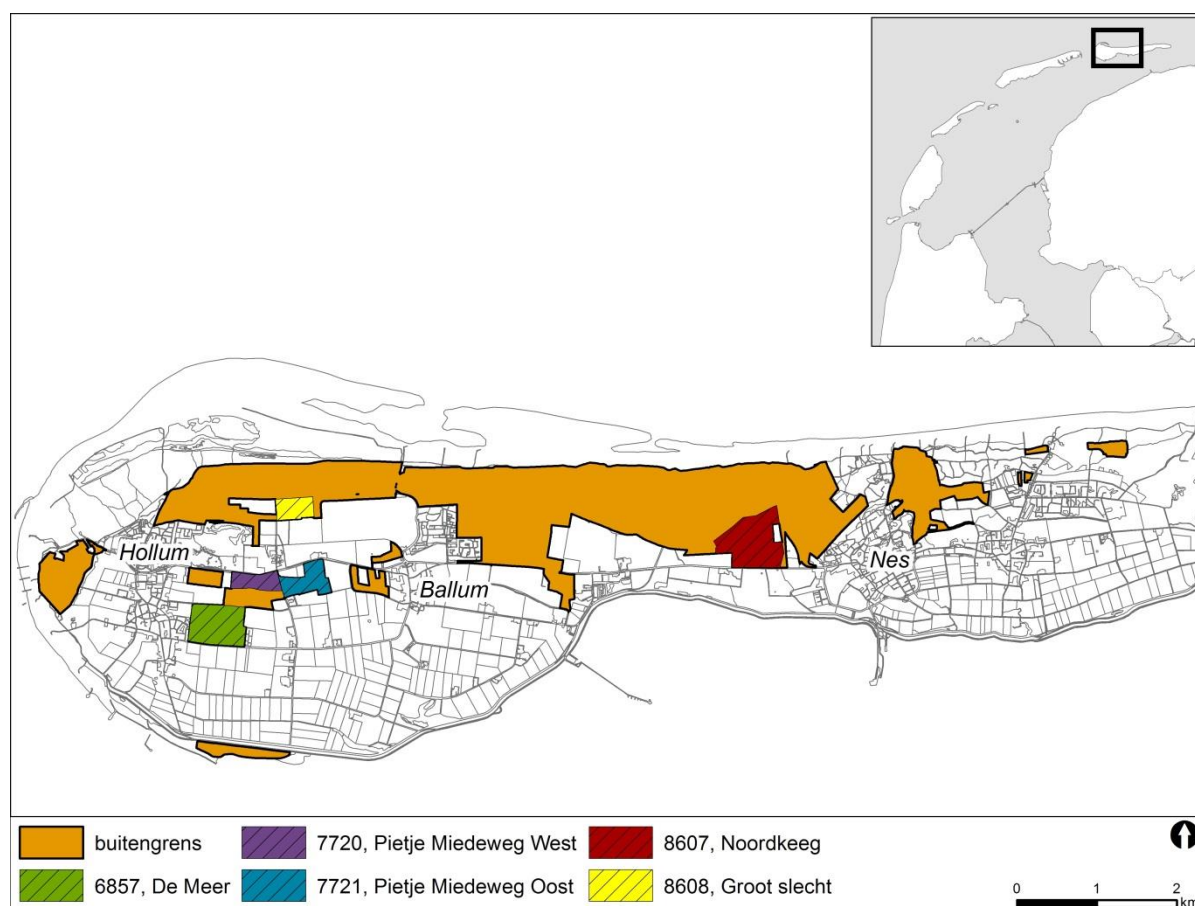 Hollum
Ballum
Nes
buitengrens
7720, Pietje Miedeweg West
8607, Noordkeeg
6857, De Meer
7721, Pietje Miedeweg Oost
8608, Groot slecht
0 1 2
km